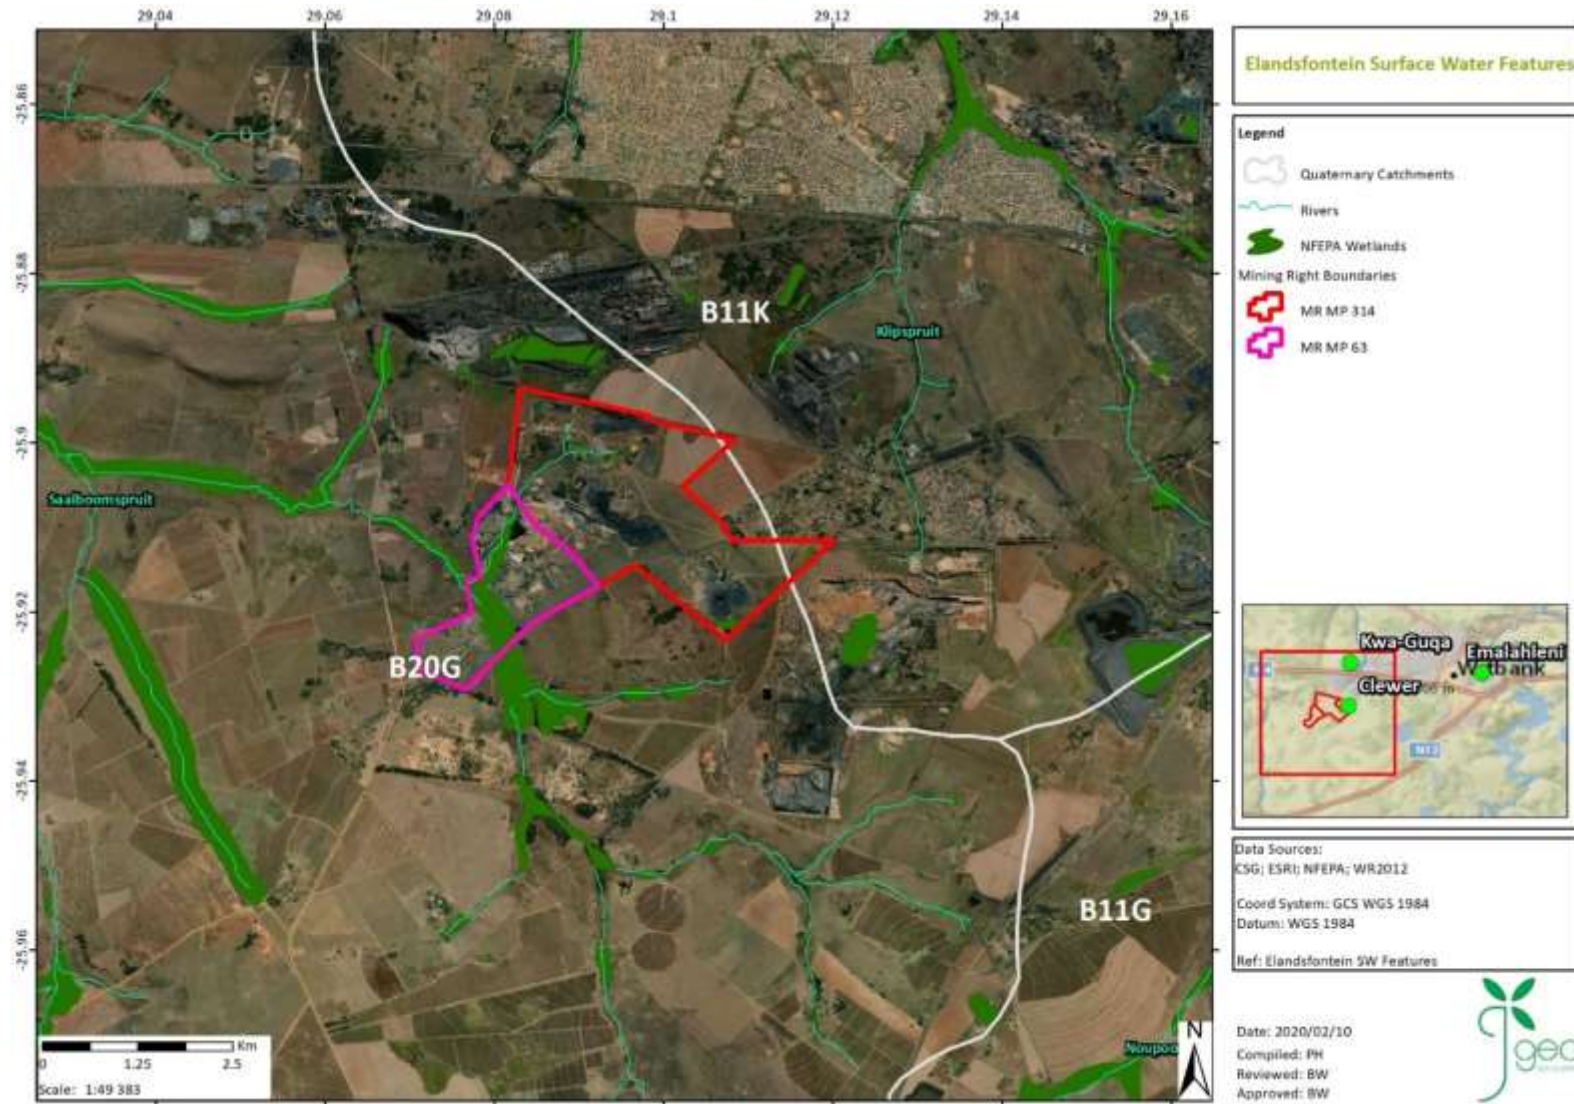 29.04 29.06 29.08 29.1 29.12 29.14 29.16
-25.86
-25.88
-25.9
-25.92
-25.94
-25.96
B11K
Klipspruit
Saalboomspruit
B20G
B11G
Km
0 1.25 2.5
Scale: 1:49 383
N
Elandsfontein Surface Water Features
Legend
Quaternary Catchments
Rivers
NFEPA Wetlands
Mining Right Boundaries
MR MP 314
MR MP 63
Kwa-Guqa
Emalahleni
Clewer
N12
Data Sources:
CSG; ESRI; NFEPA; WR2012
Coord System: GCS WGS 1984
Datum: WGS 1984
Ref: Elandsfontein SW Features
Date: 2020/02/10
Compiled: PH
Reviewed: BW
Approved: BW